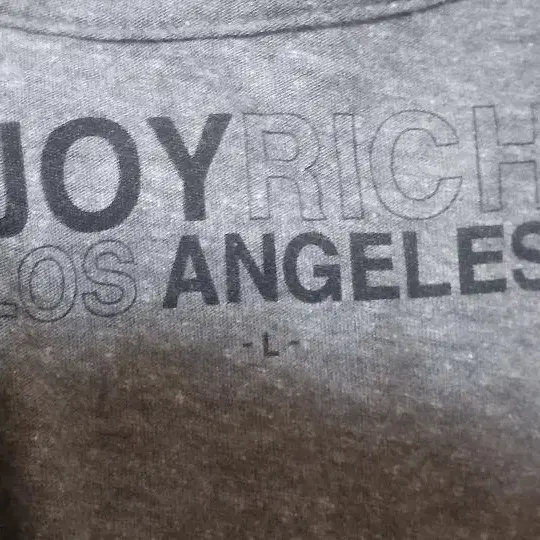 JOYRICH
LOS ANGELES
- L -